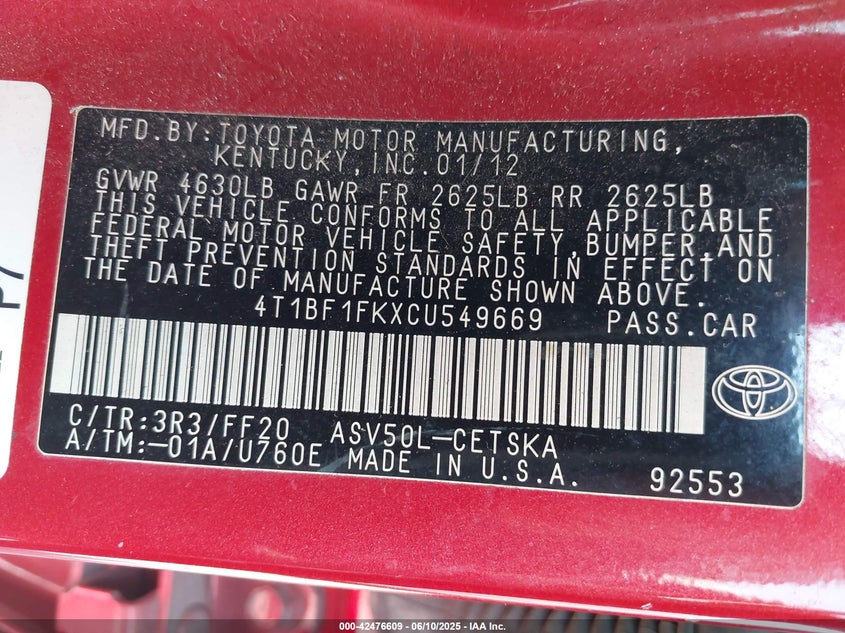 MFD.BY:TOYOTA MOTOR MANUFACTURING,
KENTUCKY,INC.01/12
GVWR 4630LB GAWR FR 2625LB RR 2625LB
THIS VEHICLE CONFORMS TO ALL APPLICABLE
FEDERAL MOTOR VEHICLE SAFETY,BUMPER,AND
THEFT PREVENTION STANDARDS IN EFFECT ON
THE DATE OF MANUFACTURE SHOWN ABOVE.
4T1BF1FKXCU549669 PASS.CAR
C/TR:3R3/FF20 ASV50L-CETSKA
A/TM:-01A/U760E MADE IN U.S.A.
92553
000-42476609 - 06/10/2025 - IAA Inc.